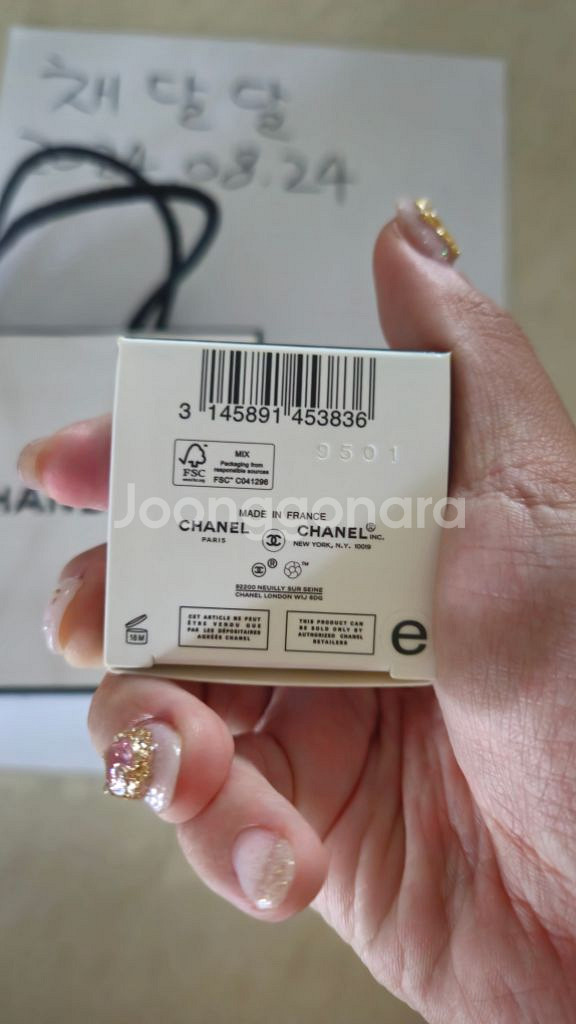 채달달
2024 08.24
3 145891 453836
FSC
MIX
Packaging from
responsible sources
FSC™ C041296
9501
Joonggonara
MADE IN FRANCE
CHANEL
PARIS
CHANEL® INC.
NEW YORK, N.Y. 10019
® ™
92200 NEUILLY SUR SEINE
CHANEL LONDON W1J 6DG
18 M
CET ARTICLE NE PEUT
ÊTRE VENDU QUE
PAR LES DÉPOSITAIRES
AGRÉÉS CHANEL
THIS PRODUCT CAN
BE SOLD ONLY BY
AUTHORIZED CHANEL
RETAILERS
e